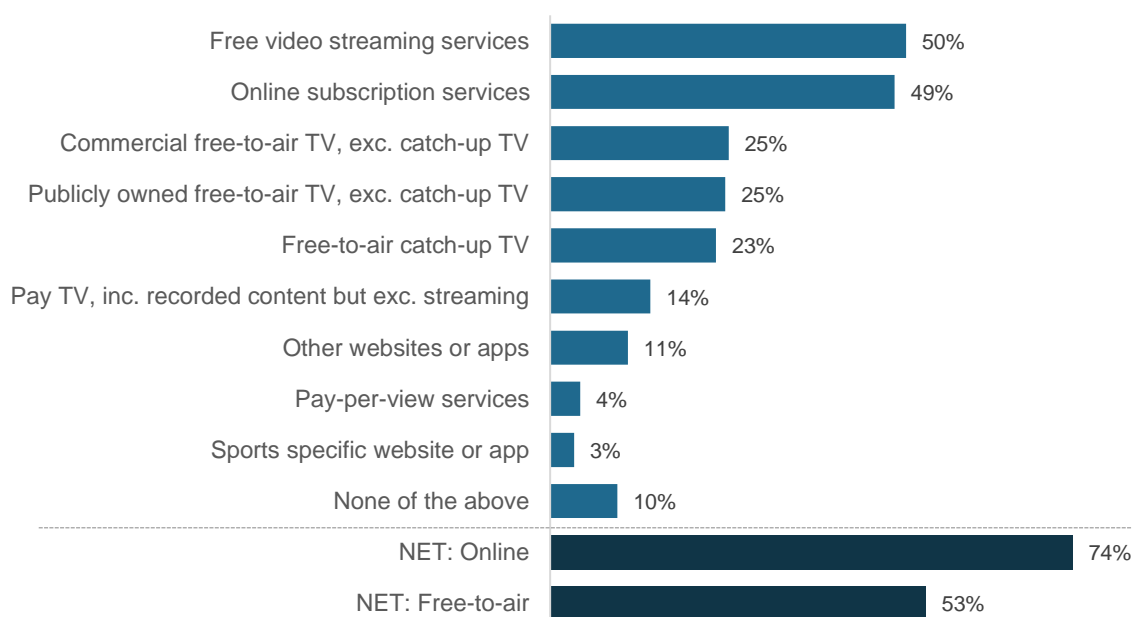 Free video streaming services 50%
Online subscription services 49%
Commercial free-to-air TV, exc. catch-up TV 25%
Publicly owned free-to-air TV, exc. catch-up TV 25%
Free-to-air catch-up TV 23%
Pay TV, inc. recorded content but exc. streaming 14%
Other websites or apps 11%
Pay-per-view services 4%
Sports specific website or app 3%
None of the above 10%
NET: Online 74%
NET: Free-to-air 53%